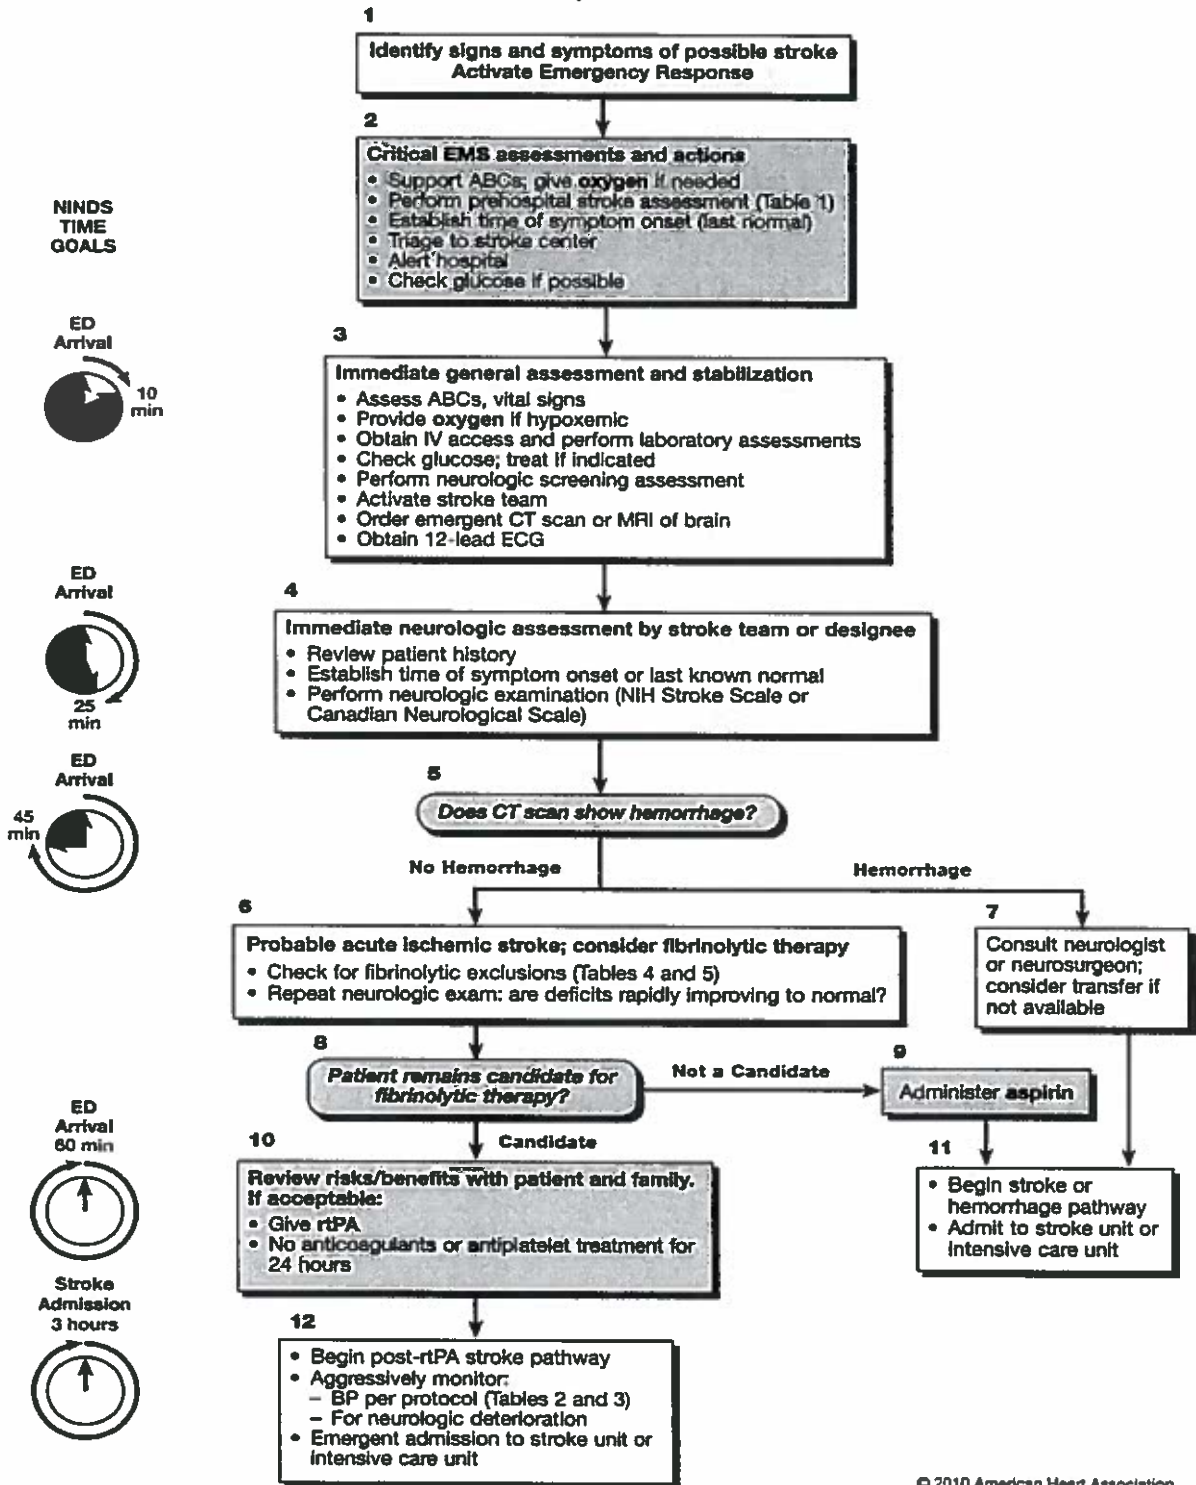 1
Identify signs and symptoms of possible stroke
Activate Emergency Response
2
Critical EMS assessments and actions
• Support ABCs; give oxygen if needed
• Perform prehospital stroke assessment (Table 1)
• Establish time of symptom onset (last normal)
• Triage to stroke center
• Alert hospital
• Check glucose if possible
NINDS
TIME
GOALS
ED
Arrival
10
min
3
Immediate general assessment and stabilization
• Assess ABCs, vital signs
• Provide oxygen if hypoxemic
• Obtain IV access and perform laboratory assessments
• Check glucose; treat if indicated
• Perform neurologic screening assessment
• Activate stroke team
• Order emergent CT scan or MRI of brain
• Obtain 12-lead ECG
ED
Arrival
25
min
4
Immediate neurologic assessment by stroke team or designee
• Review patient history
• Establish time of symptom onset or last known normal
• Perform neurologic examination (NIH Stroke Scale or
Canadian Neurological Scale)
ED
Arrival
45
min
5
Does CT scan show hemorrhage?
No Hemorrhage
Hemorrhage
6
Probable acute ischemic stroke; consider fibrinolytic therapy
• Check for fibrinolytic exclusions (Tables 4 and 5)
• Repeat neurologic exam: are deficits rapidly improving to normal?
7
Consult neurologist
or neurosurgeon;
consider transfer if
not available
8
Patient remains candidate for
fibrinolytic therapy?
Not a Candidate
9
Administer aspirin
Candidate
ED
Arrival
60 min
10
Review risks/benefits with patient and family.
If acceptable:
• Give rtPA
• No anticoagulants or antiplatelet treatment for
24 hours
11
• Begin stroke or
hemorrhage pathway
• Admit to stroke unit or
intensive care unit
Stroke
Admission
3 hours
12
• Begin post-rtPA stroke pathway
• Aggressively monitor:
– BP per protocol (Tables 2 and 3)
– For neurologic deterioration
• Emergent admission to stroke unit or
intensive care unit
© 2010 American Heart Association